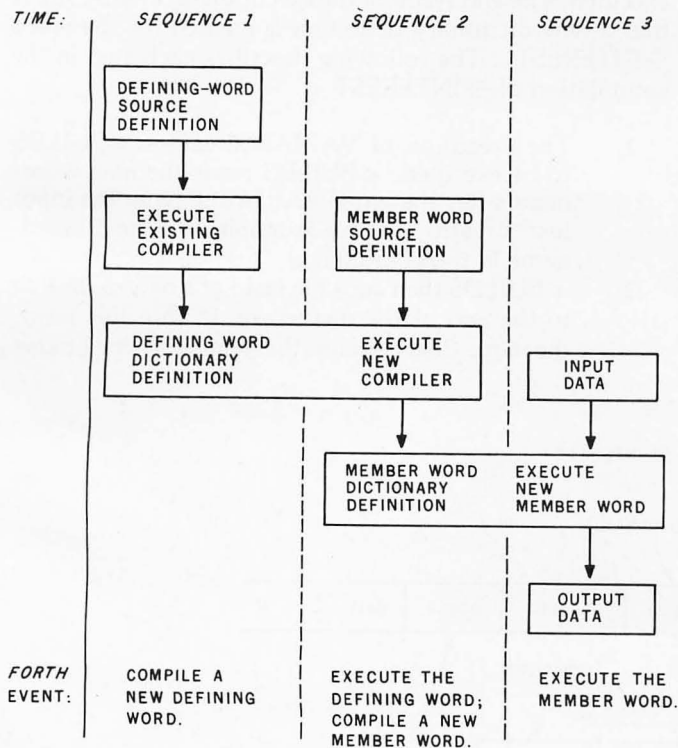 TIME:
SEQUENCE 1
SEQUENCE 2
SEQUENCE 3
DEFINING-WORD
SOURCE
DEFINITION
EXECUTE
EXISTING
COMPILER
MEMBER WORD
SOURCE
DEFINITION
DEFINING WORD
DICTIONARY
DEFINITION
EXECUTE
NEW
COMPILER
INPUT
DATA
MEMBER WORD
DICTIONARY
DEFINITION
EXECUTE
NEW
MEMBER WORD
OUTPUT
DATA
FORTH
EVENT:
COMPILE A
NEW DEFINING
WORD.
EXECUTE THE
DEFINING WORD;
COMPILE A NEW
MEMBER WORD.
EXECUTE THE
MEMBER WORD.